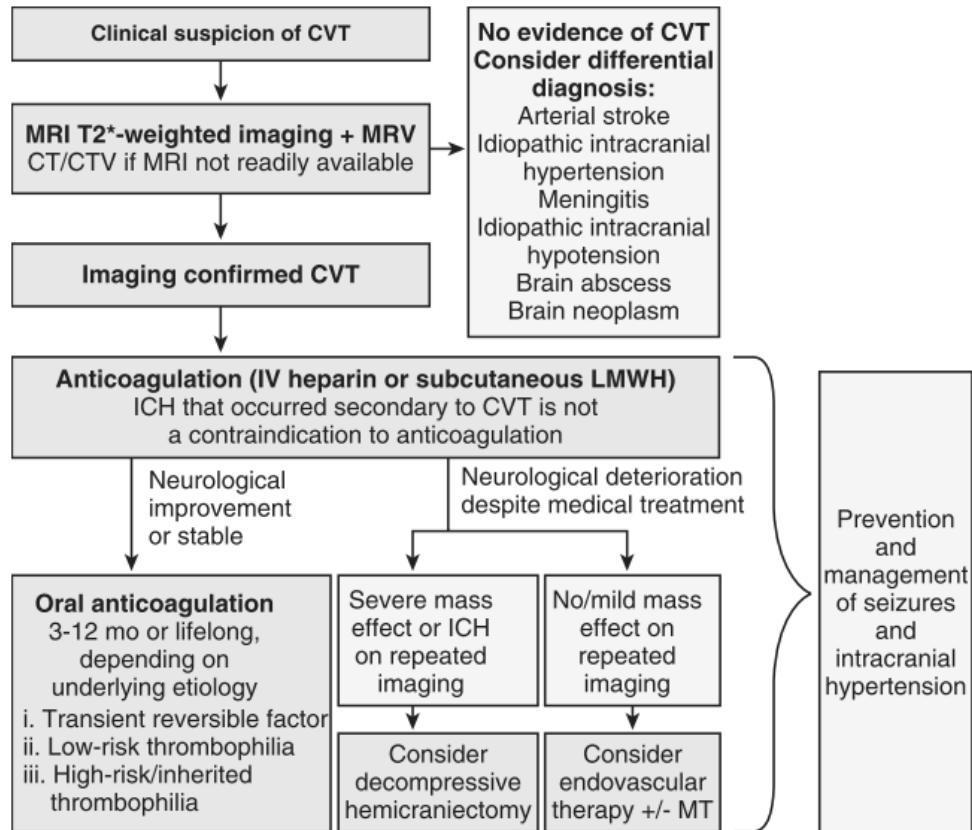 Clinical suspicion of CVT
MRI T2*-weighted imaging + MRV
CT/CTV if MRI not readily available
No evidence of CVT
Consider differential
diagnosis:
Arterial stroke
Idiopathic intracranial
hypertension
Meningitis
Idiopathic intracranial
hypotension
Brain abscess
Brain neoplasm
Imaging confirmed CVT
Anticoagulation (IV heparin or subcutaneous LMWH)
ICH that occurred secondary to CVT is not
a contraindication to anticoagulation
Neurological
improvement
or stable
Neurological deterioration
despite medical treatment
Oral anticoagulation
3-12 mo or lifelong,
depending on
underlying etiology
i. Transient reversible factor
ii. Low-risk thrombophilia
iii. High-risk/inherited
thrombophilia
Severe mass
effect or ICH
on repeated
imaging
No/mild mass
effect on
repeated
imaging
Consider
decompressive
hemicraniectomy
Consider
endovascular
therapy +/- MT
Prevention
and
management
of seizures
and
intracranial
hypertension